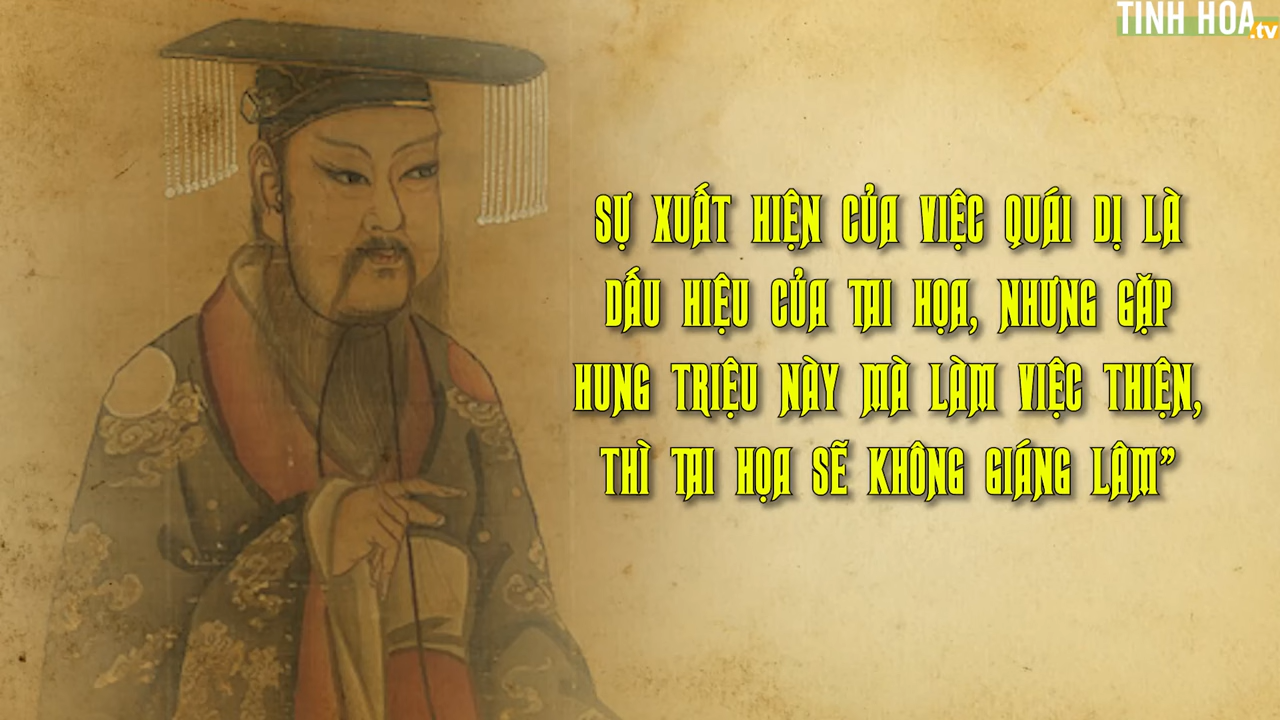 TINH HOA
.tv
SỰ XUẤT HIỆN CỦA VIỆC QUÁI DỊ LÀ
DẤU HIỆU CỦA TAI HỌA, NHƯNG GẶP
HUNG TRIỆU NÀY MÀ LÀM VIỆC THIỆN,
THÌ TAI HỌA SẼ KHÔNG GIÁNG LÂM”